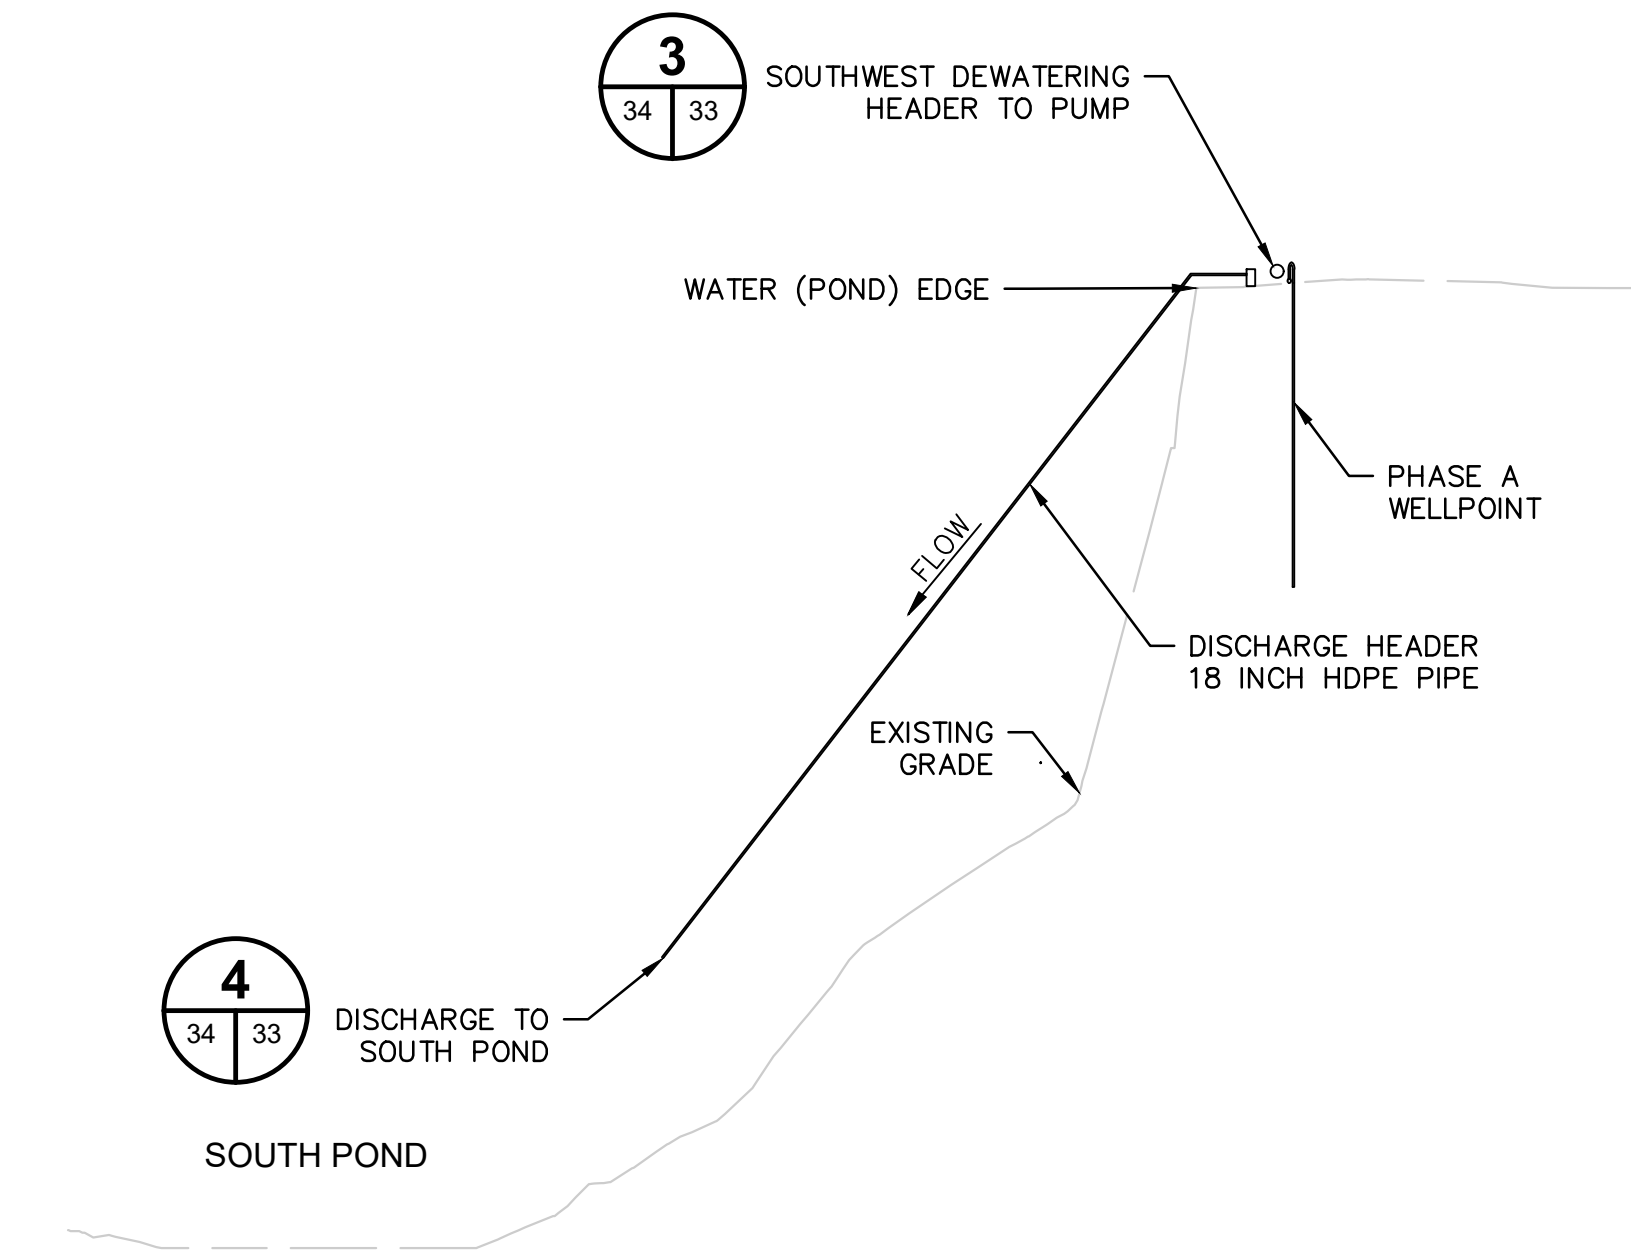 3
34 33
SOUTHWEST DEWATERING
HEADER TO PUMP
WATER (POND) EDGE
PHASE A
WELLPOINT
FLOW
DISCHARGE HEADER
18 INCH HDPE PIPE
EXISTING
GRADE
4
34 33
DISCHARGE TO
SOUTH POND
SOUTH POND